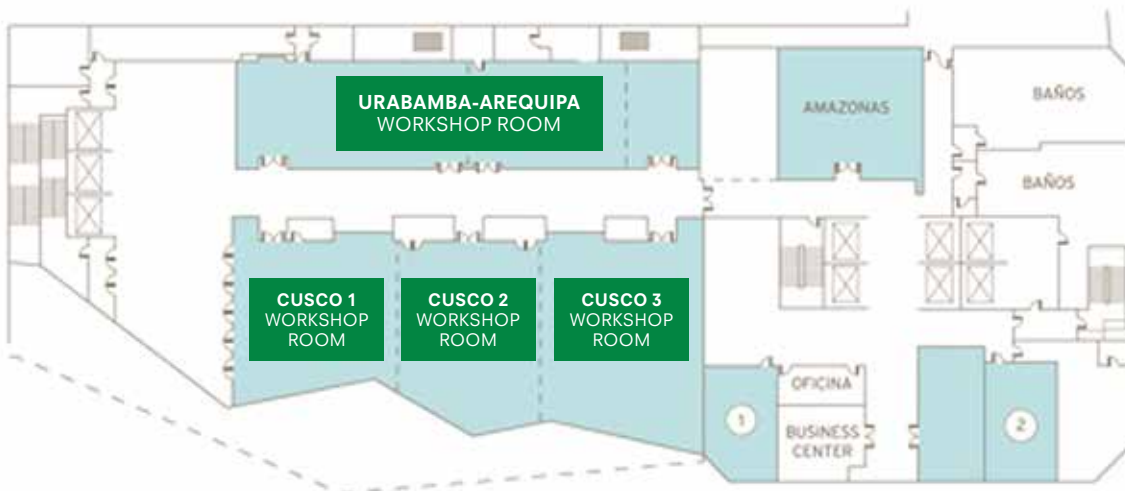 URABAMBA-AREQUIPA
WORKSHOP ROOM
AMAZONAS
BAÑOS
BAÑOS
CUSCO 1
WORKSHOP
ROOM
CUSCO 2
WORKSHOP
ROOM
CUSCO 3
WORKSHOP
ROOM
1
OFICINA
BUSINESS
CENTER
2